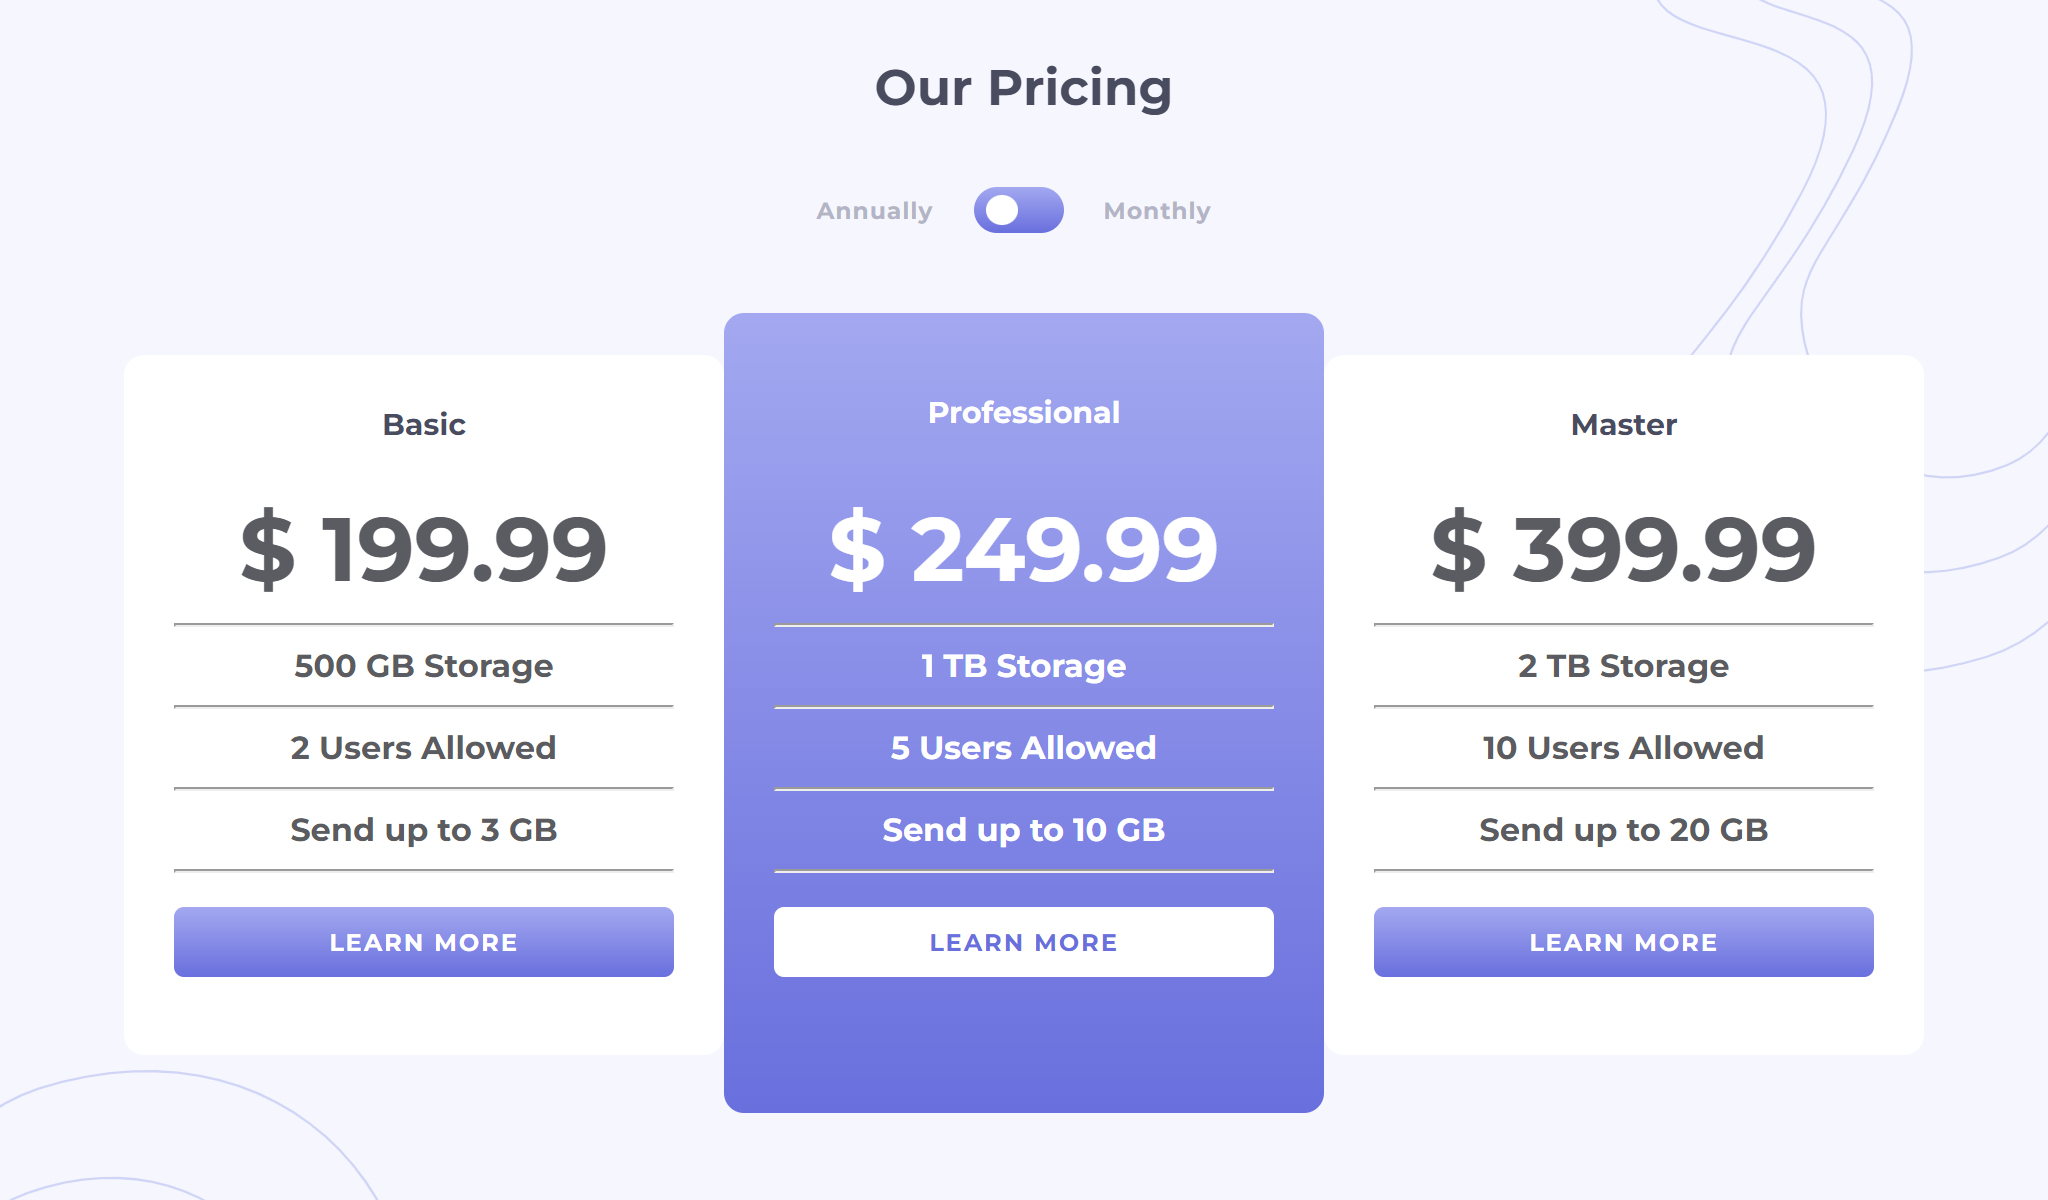 Our Pricing
Annually
Monthly
Basic
$ 199.99
500 GB Storage
2 Users Allowed
Send up to 3 GB
LEARN MORE
Professional
$ 249.99
1 TB Storage
5 Users Allowed
Send up to 10 GB
LEARN MORE
Master
$ 399.99
2 TB Storage
10 Users Allowed
Send up to 20 GB
LEARN MORE